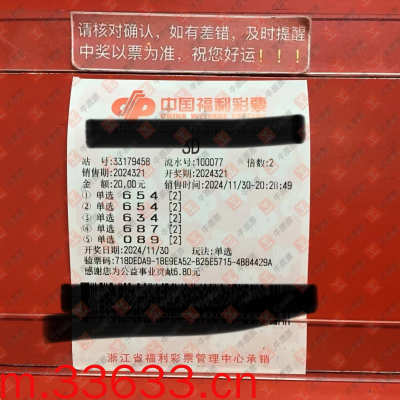 请核对确认，如有差错，及时提醒
中奖以票为准，祝您好运！！！
中国福利彩票
CHINA WELFARE LOTTERY
3D
站 号:33179458 流水号:100077 倍数:2
销售期:2024321 开奖期:2024321
金 额:20.00元 销售时间:2024/11/30-20:20:49
① 单选 6 5 4 [2]
② 单选 6 5 4 [2]
③ 单选 6 3 4 [2]
④ 单选 6 8 7 [2]
⑤ 单选 0 8 9 [2]
开奖日期:2024/11/30 玩法:单选
验票码:718DEDA9-18E9EA52-B25E5715-4BB4429A
感谢您为公益事业贡献6.80元
浙江省福利彩票管理中心承销
m.33633.cn